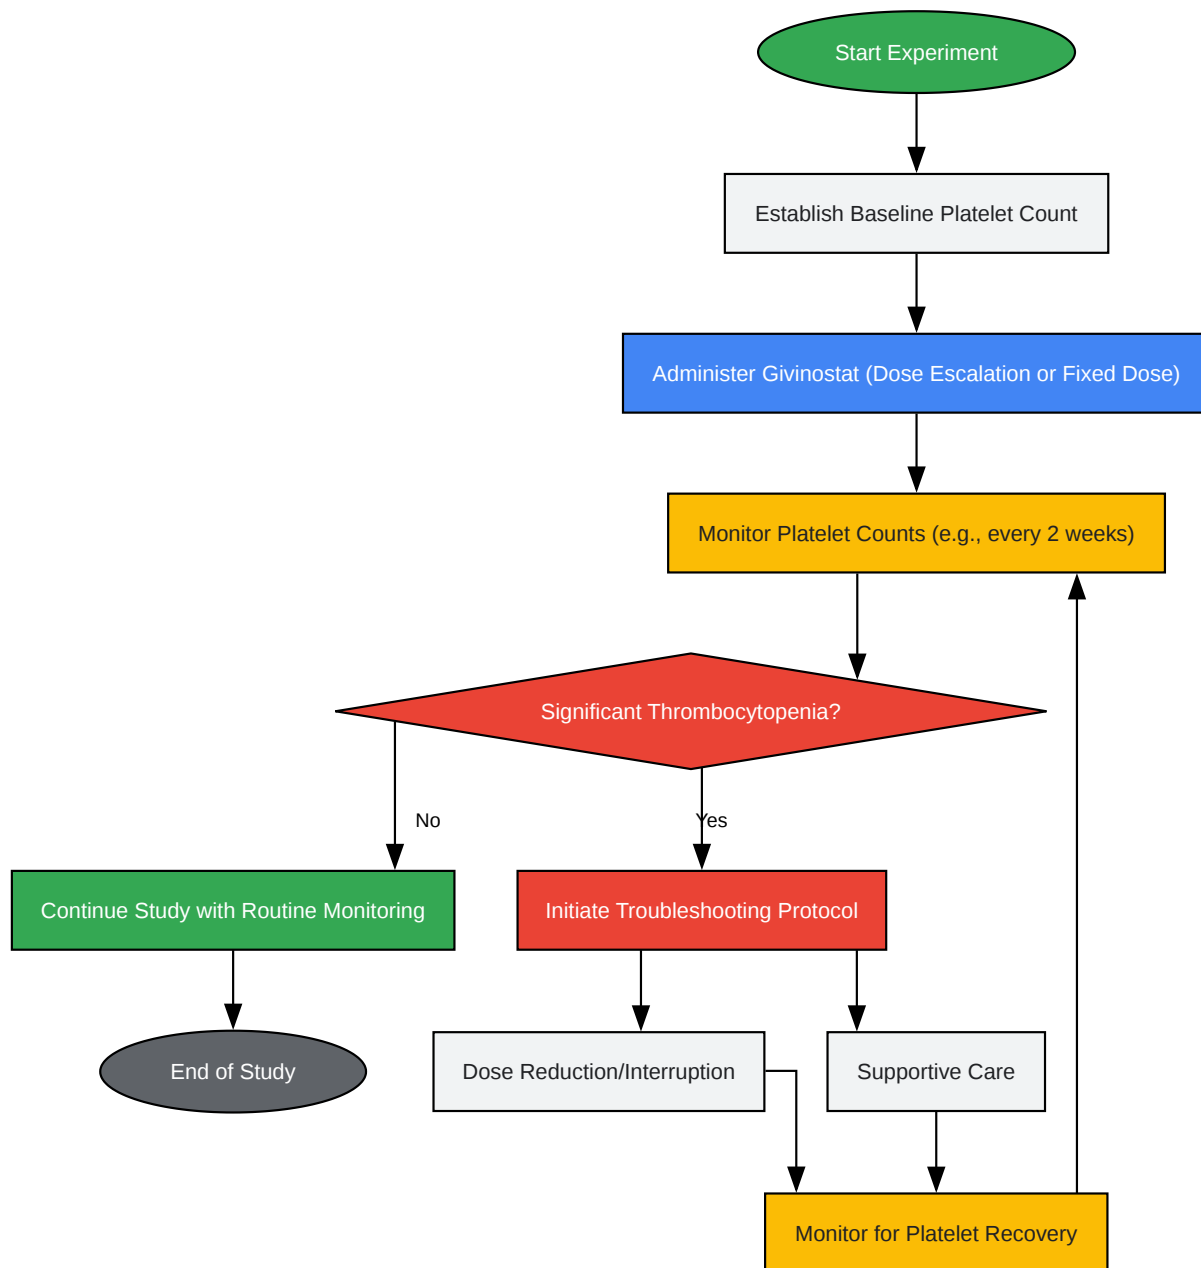 Start Experiment
Establish Baseline Platelet Count
Administer Givinostat (Dose Escalation or Fixed Dose)
Monitor Platelet Counts (e.g., every 2 weeks)
Significant Thrombocytopenia?
No
Yes
Continue Study with Routine Monitoring
Initiate Troubleshooting Protocol
End of Study
Dose Reduction/Interruption
Supportive Care
Monitor for Platelet Recovery